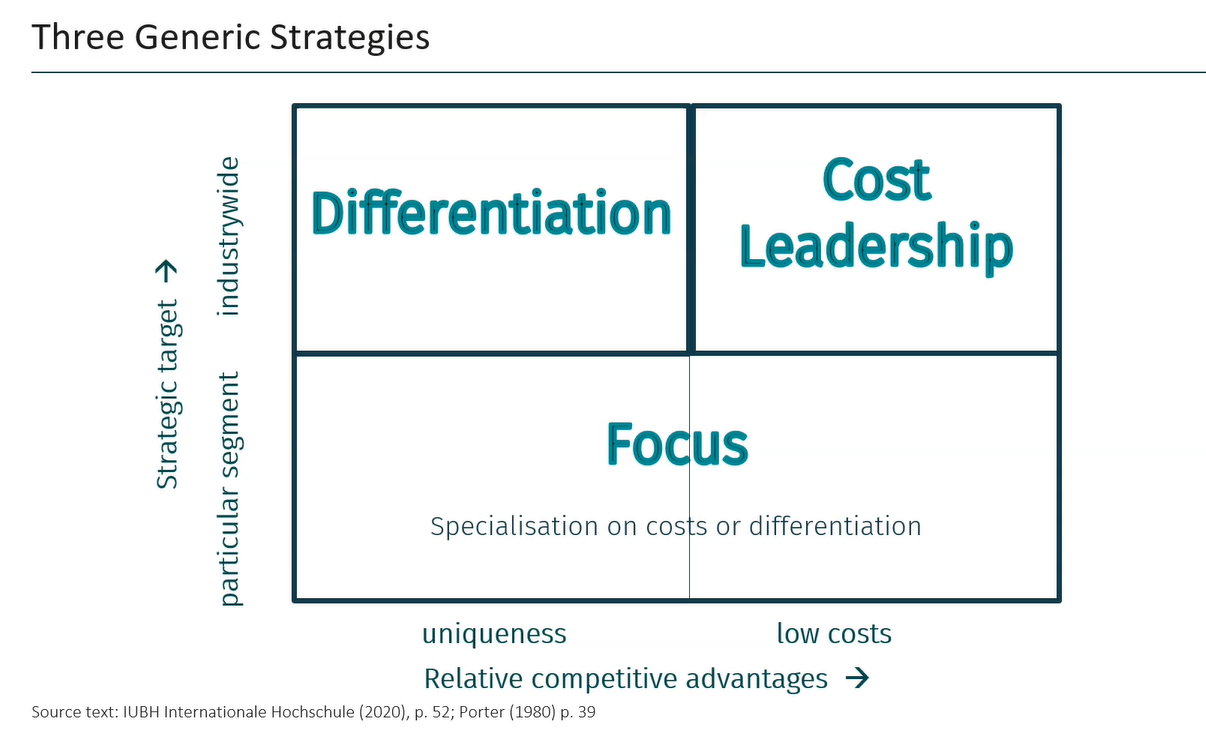 Three Generic Strategies
Differentiation
Cost
Leadership
Focus
Specialisation on costs or differentiation
Strategic target →
industrywide
particular segment
uniqueness
low costs
Relative competitive advantages →
Source text: IUBH Internationale Hochschule (2020), p. 52; Porter (1980) p. 39